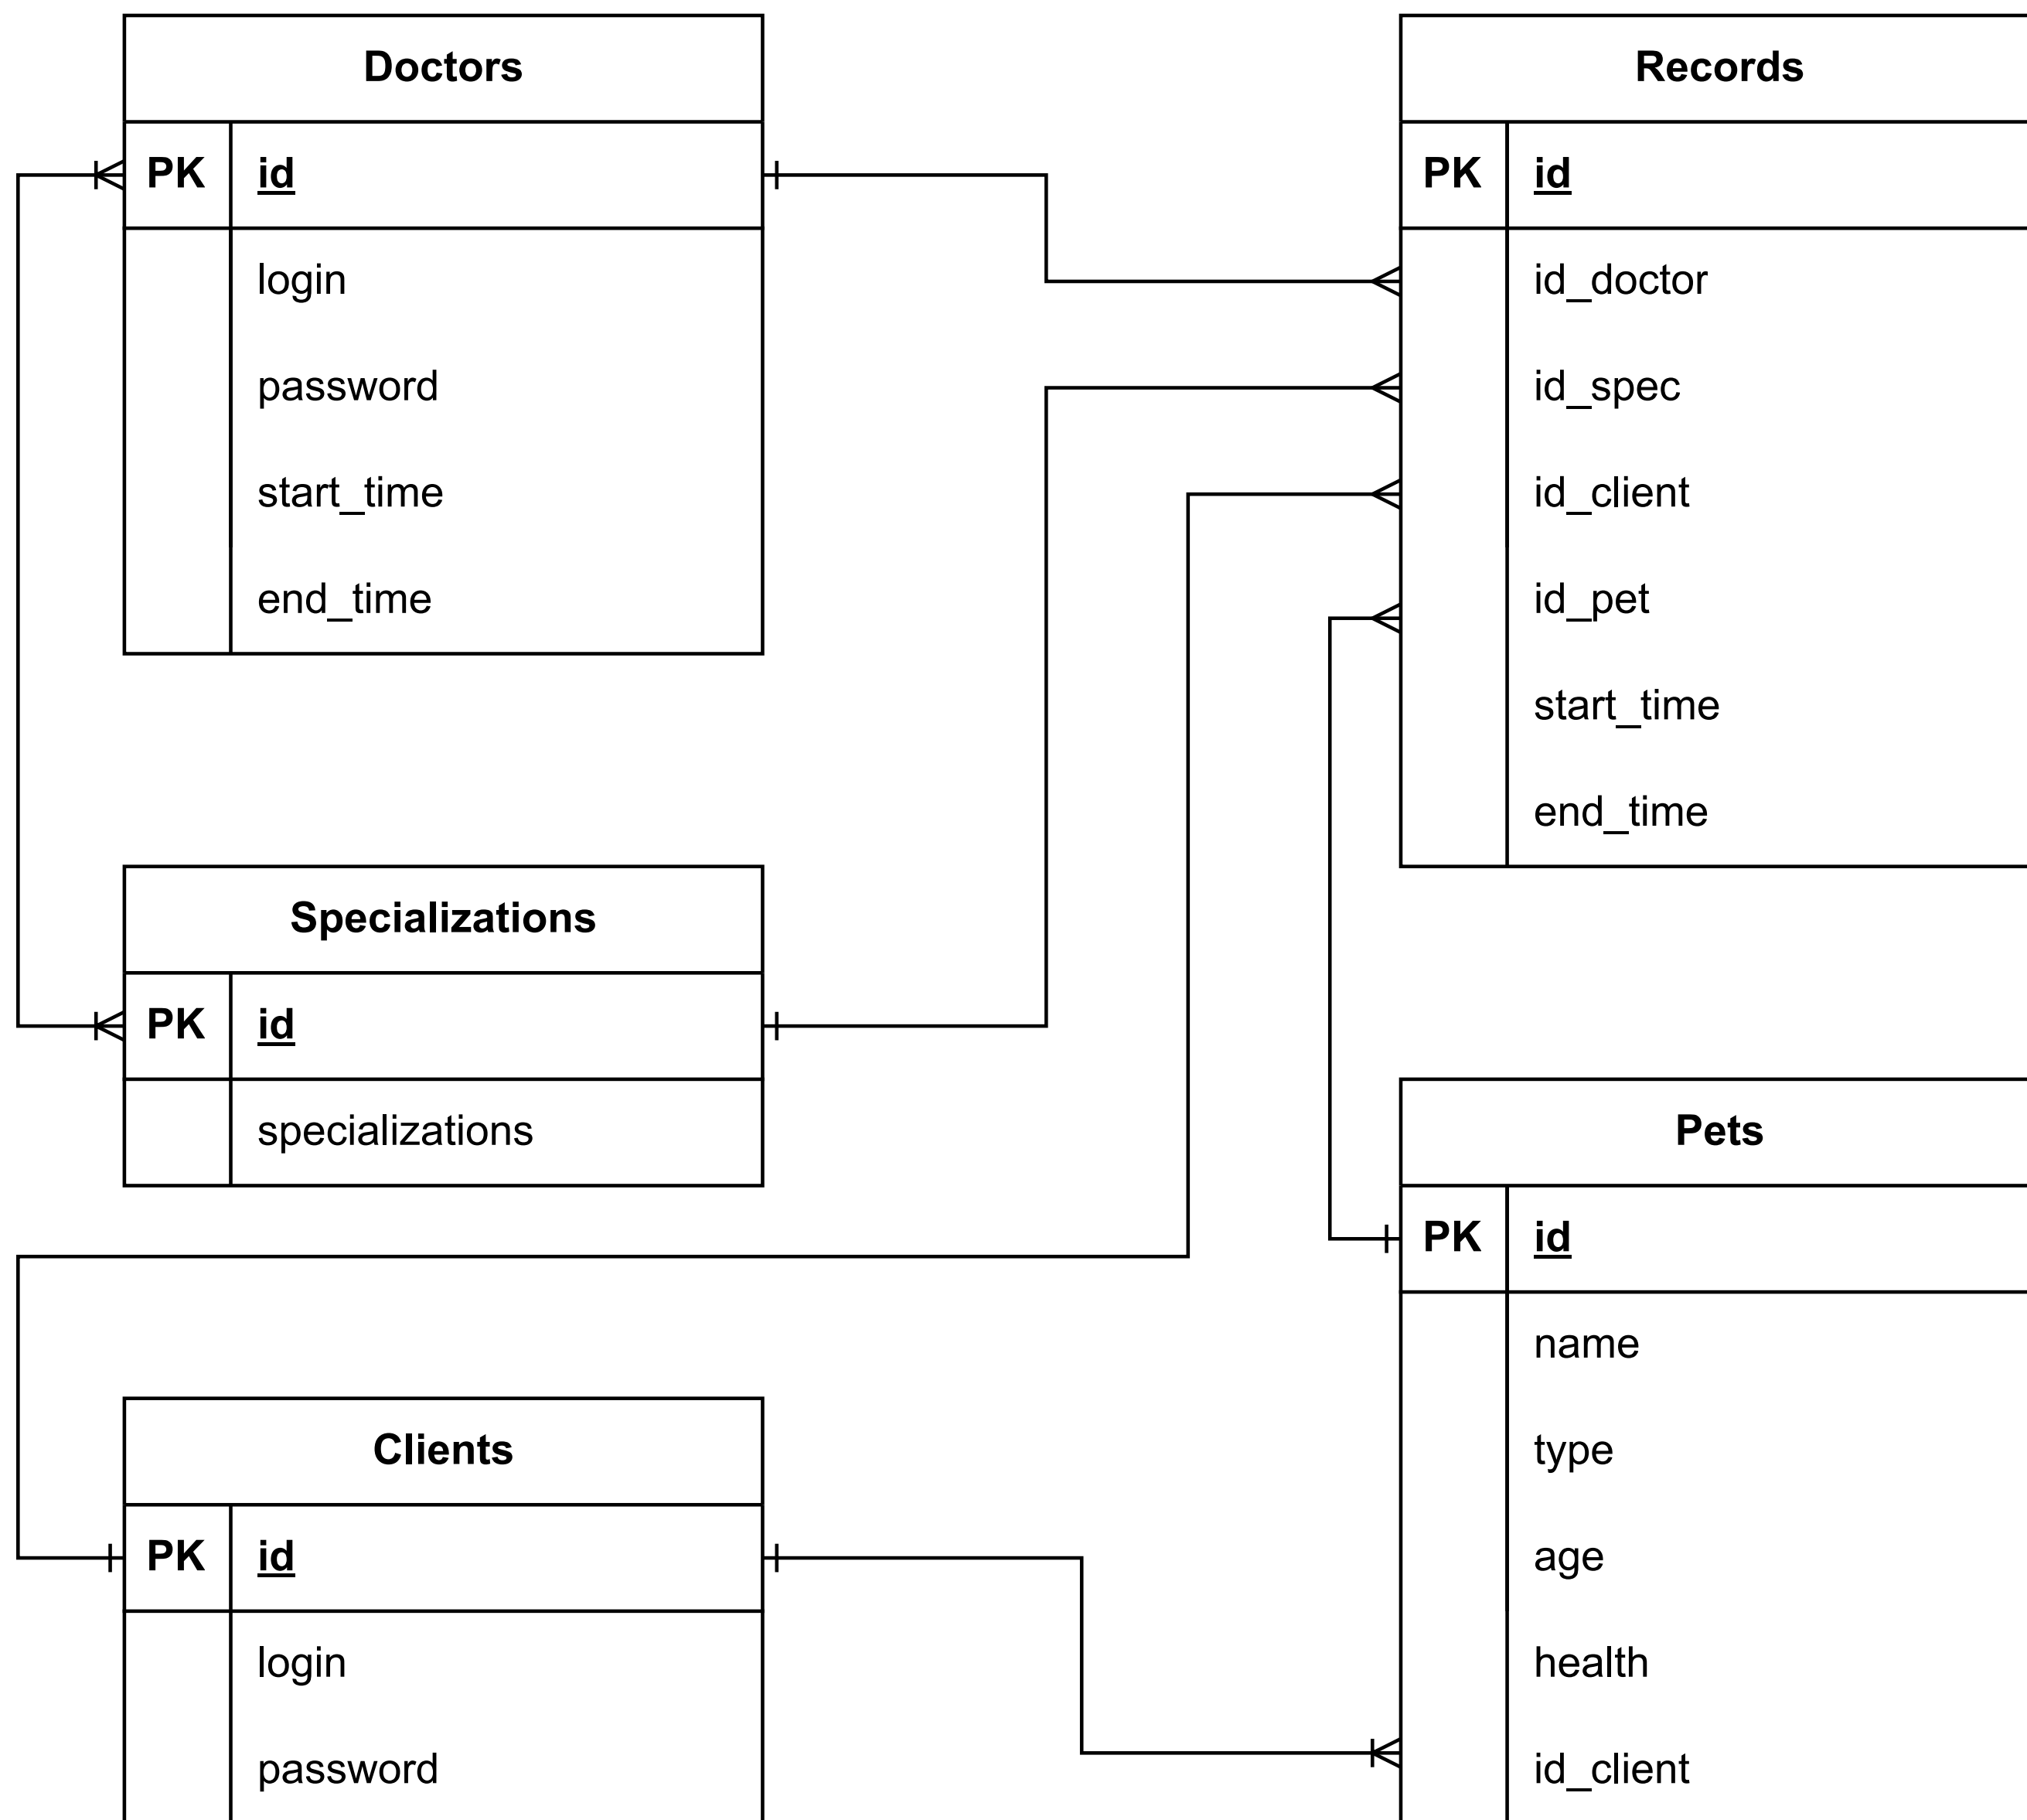 Doctors
PK id
login
password
start_time
end_time
Records
PK id
id_doctor
id_spec
id_client
id_pet
start_time
end_time
Specializations
PK id
specializations
Pets
PK id
name
type
age
health
id_client
Clients
PK id
login
password